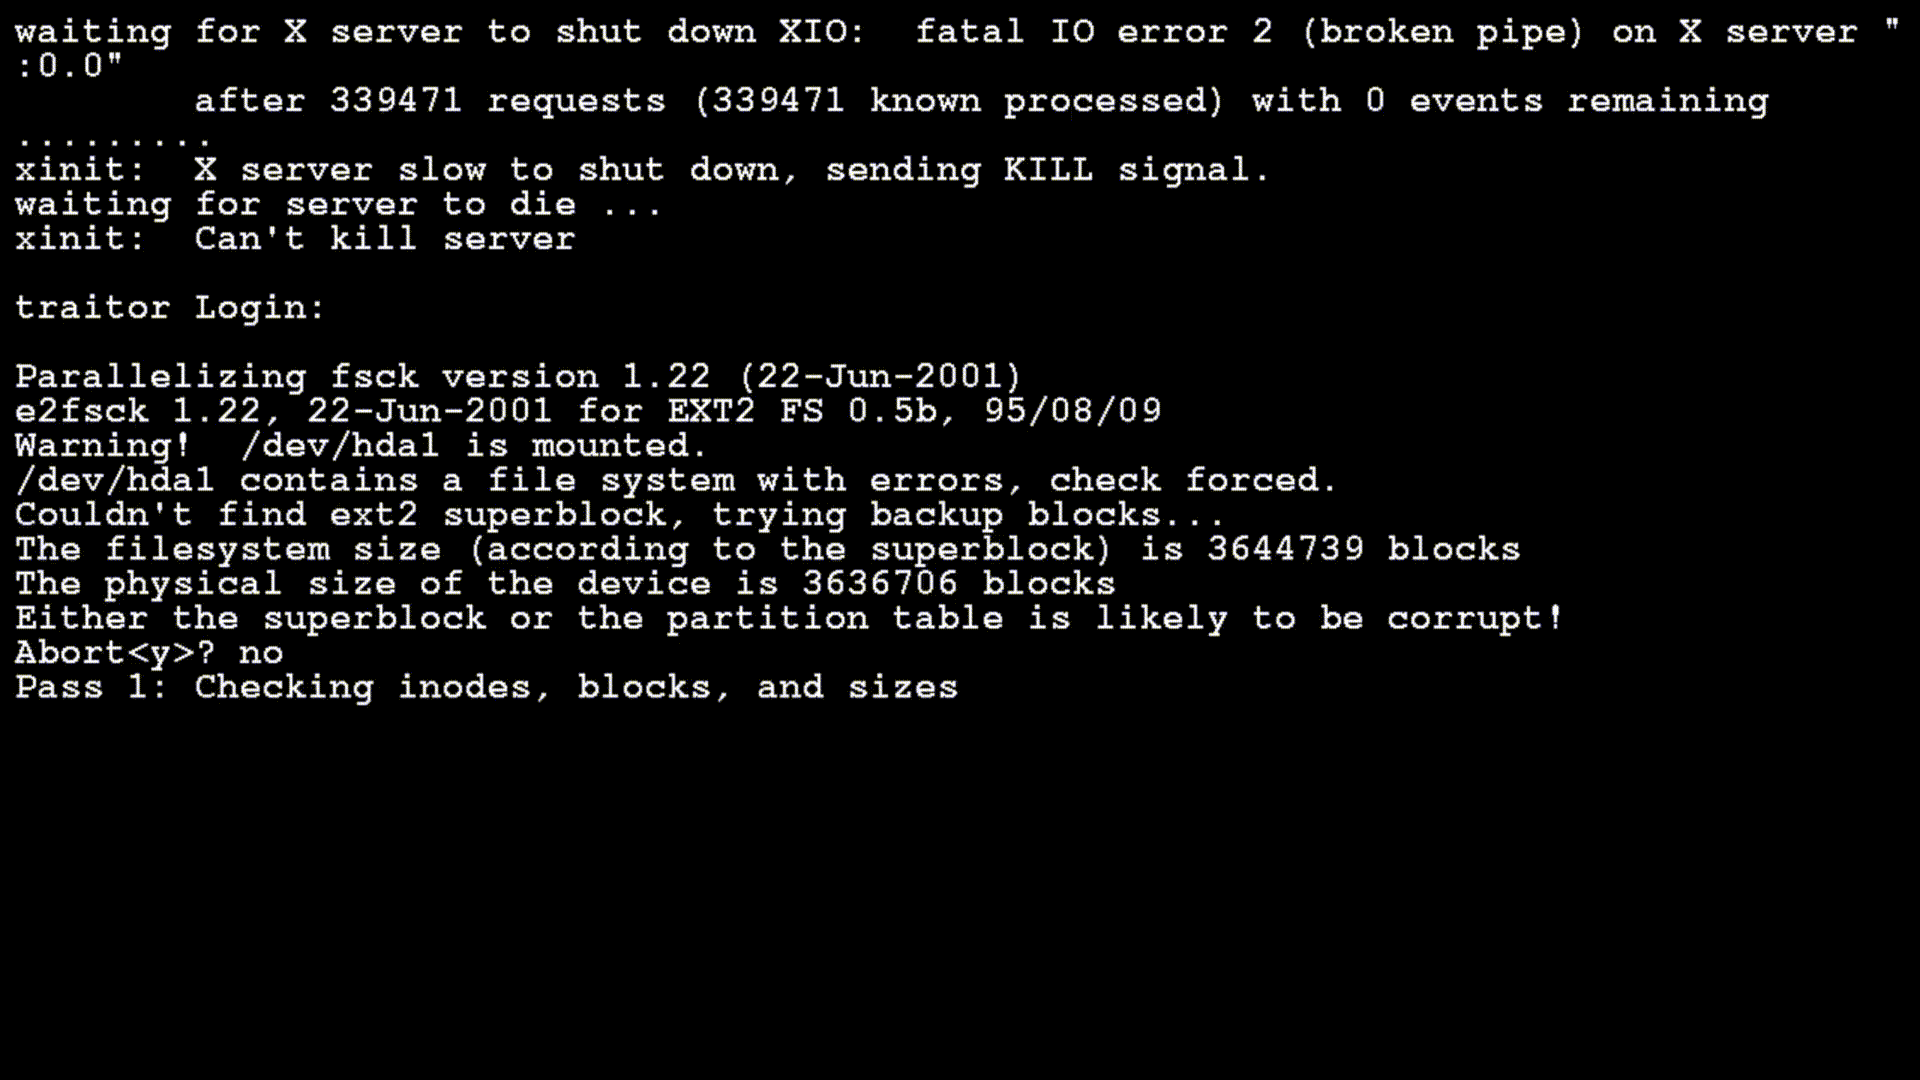 waiting for X server to shut down XIO:  fatal IO error 2 (broken pipe) on X server "
:0.0"
        after 339471 requests (339471 known processed) with 0 events remaining
.........
xinit:  X server slow to shut down, sending KILL signal.
waiting for server to die ...
xinit:  Can't kill server
traitor Login:
Parallelizing fsck version 1.22 (22-Jun-2001)
e2fsck 1.22, 22-Jun-2001 for EXT2 FS 0.5b, 95/08/09
Warning!  /dev/hda1 is mounted.
/dev/hda1 contains a file system with errors, check forced.
Couldn't find ext2 superblock, trying backup blocks...
The filesystem size (according to the superblock) is 3644739 blocks
The physical size of the device is 3636706 blocks
Either the superblock or the partition table is likely to be corrupt!
Abort<y>? no
Pass 1: Checking inodes, blocks, and sizes